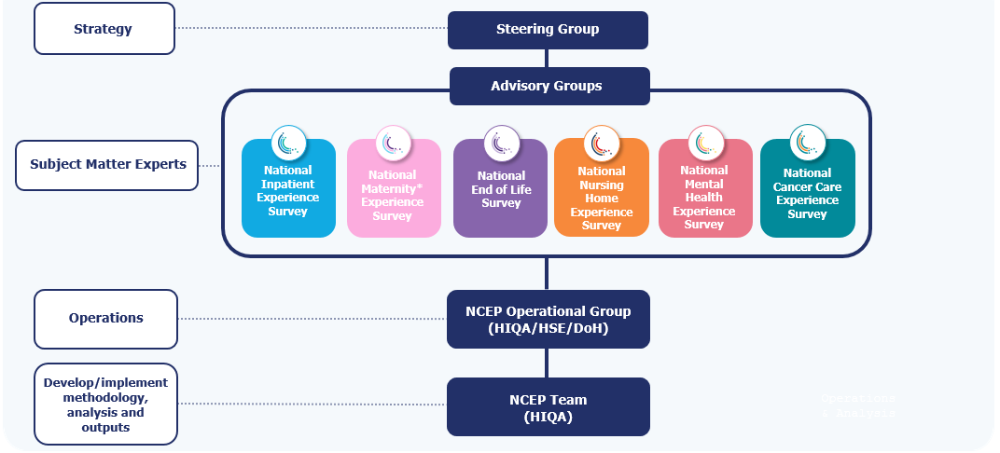 Strategy
Steering Group
Advisory Groups
Subject Matter Experts
National
Inpatient
Experience
Survey
National
Maternity*
Experience
Survey
National
End of Life
Survey
National
Nursing
Home
Experience
Survey
National
Mental
Health
Experience
Survey
National
Cancer Care
Experience
Survey
Operations
NCEP Operational Group
(HIQA/HSE/DoH)
Develop/implement
methodology,
analysis and
outputs
NCEP Team
(HIQA)
Operations
& Analysis